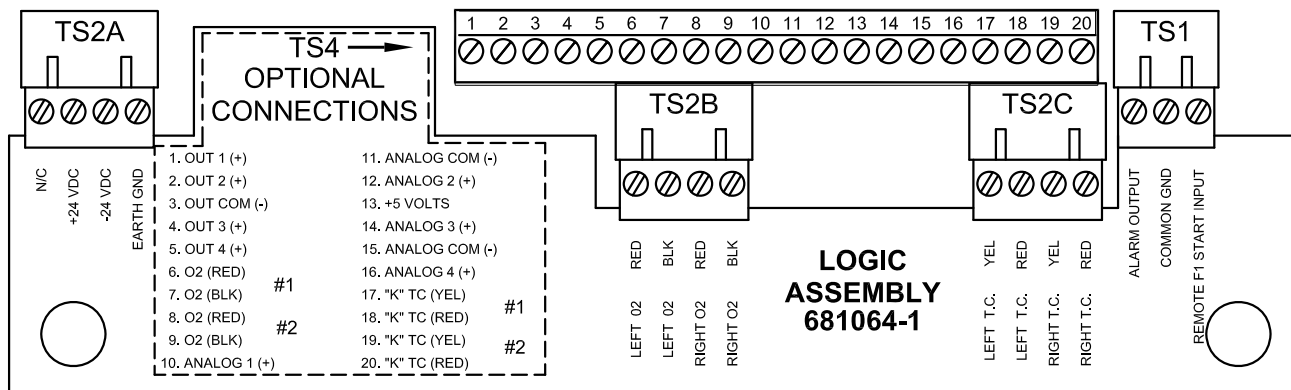 TS2A
TS4
OPTIONAL
CONNECTIONS
1 2 3 4 5 6 7 8 9 10 11 12 13 14 15 16 17 18 19 20
TS1
TS2B
TS2C
N/C
+24 VDC
-24 VDC
EARTH GND
1. OUT 1 (+)
2. OUT 2 (+)
3. OUT COM (-)
4. OUT 3 (+)
5. OUT 4 (+)
6. O2 (RED)
7. O2 (BLK)
#1
8. O2 (RED)
9. O2 (BLK)
#2
10. ANALOG 1 (+)
11. ANALOG COM (-)
12. ANALOG 2 (+)
13. +5 VOLTS
14. ANALOG 3 (+)
15. ANALOG COM (-)
16. ANALOG 4 (+)
17. "K" TC (YEL)
18. "K" TC (RED)
#1
19. "K" TC (YEL)
20. "K" TC (RED)
#2
LEFT 02 RED
LEFT O2 BLK
RIGHT O2 RED
RIGHT O2 BLK
LOGIC
ASSEMBLY
681064-1
LEFT T.C. YEL
LEFT T.C. RED
RIGHT T.C. YEL
RIGHT T.C. RED
ALARM OUTPUT
COMMON GND
REMOTE F1 START INPUT